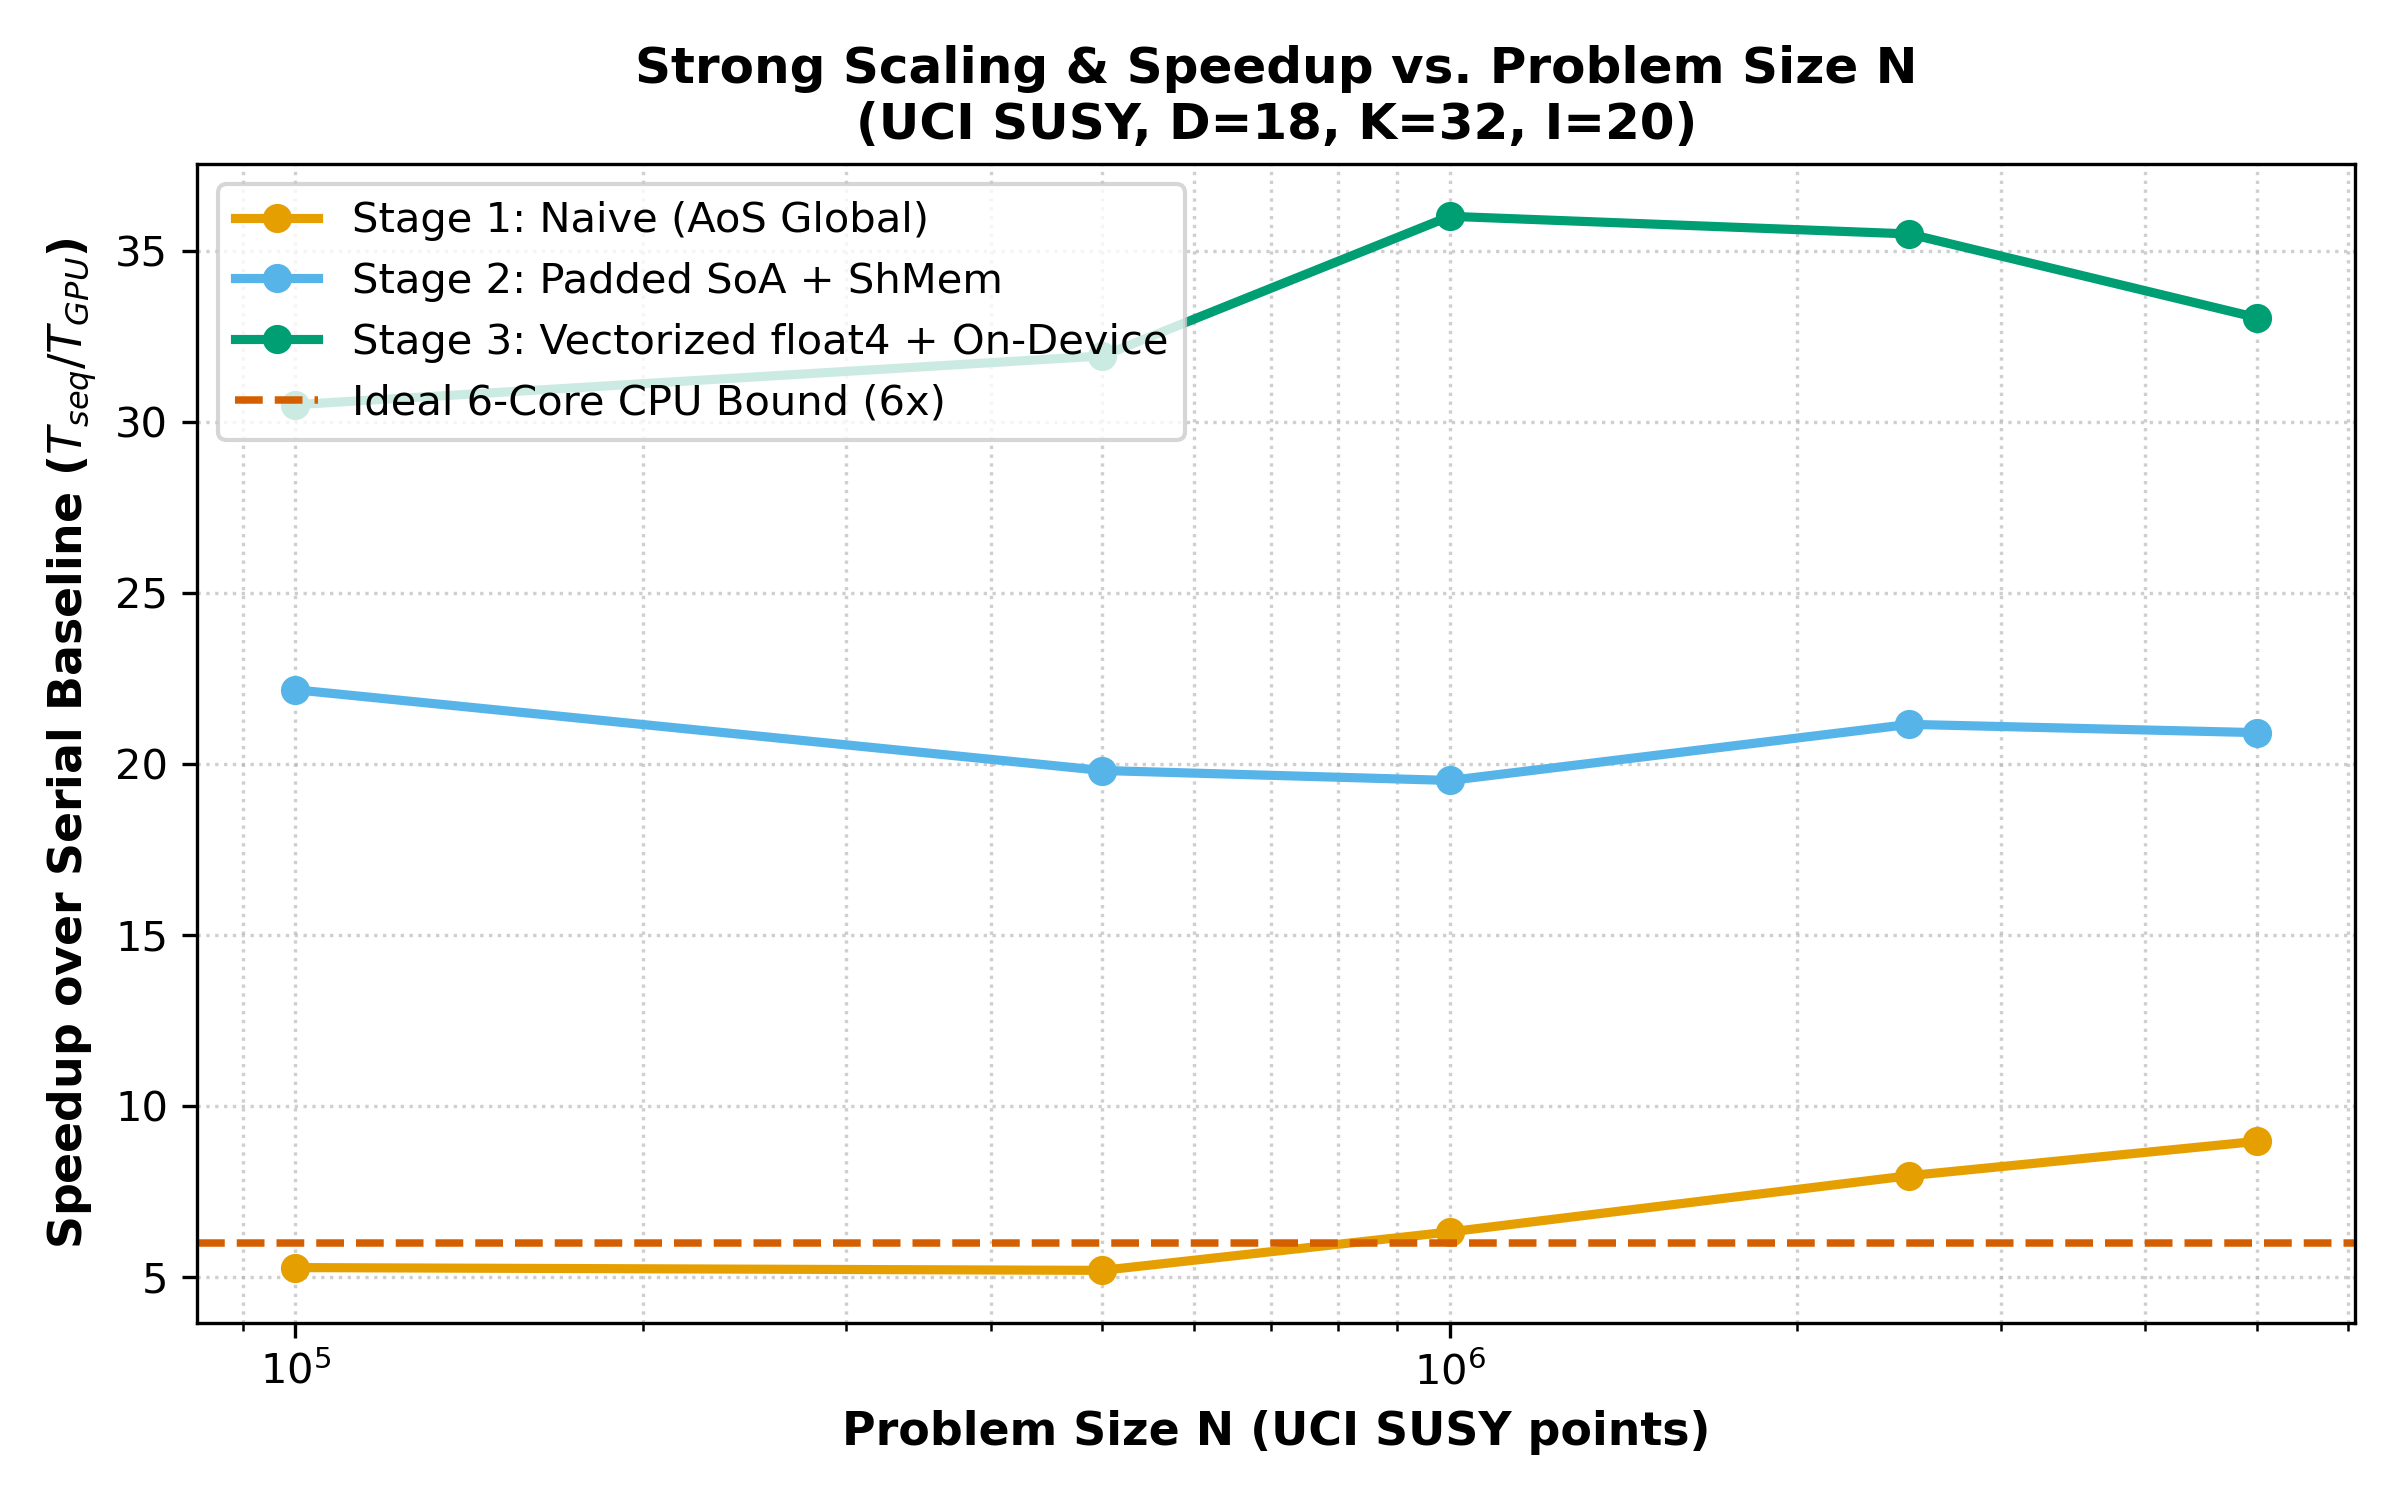 Strong Scaling & Speedup vs. Problem Size N
(UCI SUSY, D=18, K=32, I=20)
Stage 1: Naive (AoS Global)
Stage 2: Padded SoA + ShMem
Stage 3: Vectorized float4 + On-Device
Ideal 6-Core CPU Bound (6x)
Speedup over Serial Baseline (T_seq/T_GPU)
35
30
25
20
15
10
5
10^5
10^6
Problem Size N (UCI SUSY points)